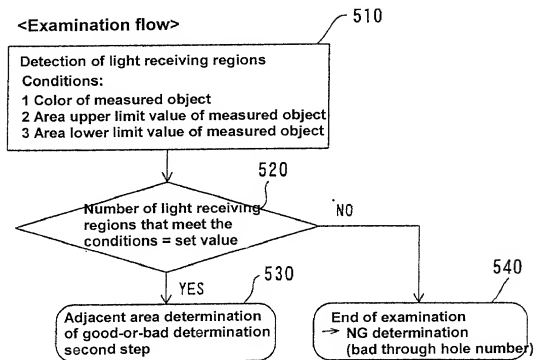 <Examination flow>
510
Detection of light receiving regions
Conditions:
1 Color of measured object
2 Area upper limit value of measured object
3 Area lower limit value of measured object
520
Number of light receiving
regions that meet the
conditions = set value
NO
YES
530
540
Adjacent area determination
of good-or-bad determination
second step
End of examination
→ NG determination
(bad through hole number)